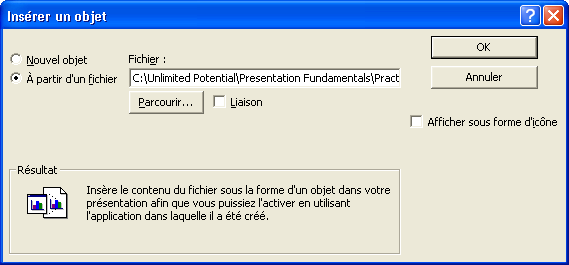 Insérer un objet
Nouvel objet
À partir d'un fichier
Fichier :
C:\Unlimited Potential\Presentation Fundamentals\Pract
Parcourir...
Liaison
OK
Annuler
Afficher sous forme d'icône
Résultat
Insère le contenu du fichier sous la forme d'un objet dans votre
présentation afin que vous puissiez l'activer en utilisant
l'application dans laquelle il a été créé.